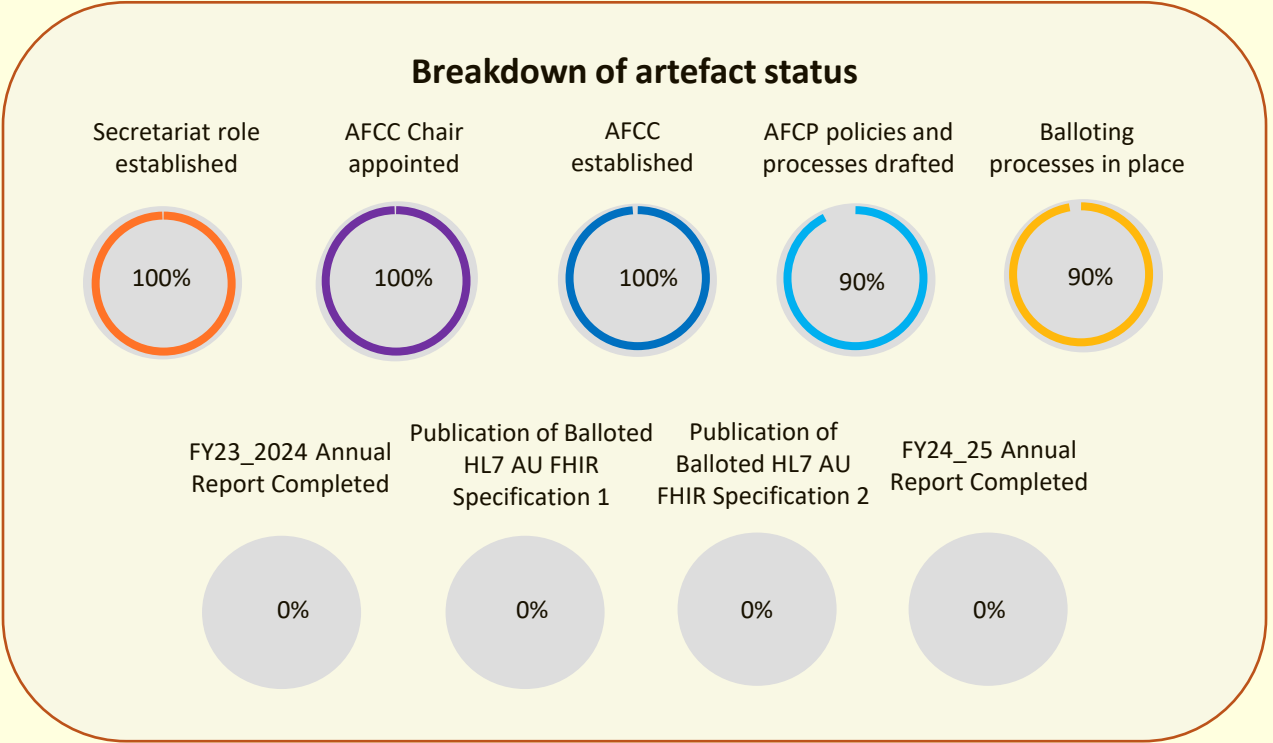 Breakdown of artefact status
Secretariat role
established
AFCC Chair
appointed
AFCC
established
AFCP policies and
processes drafted
Balloting
processes in place
100%
100%
100%
90%
90%
FY23_2024 Annual
Report Completed
Publication of Balloted
HL7 AU FHIR
Specification 1
Publication of
Balloted HL7 AU
FHIR Specification 2
FY24_25 Annual
Report Completed
0%
0%
0%
0%